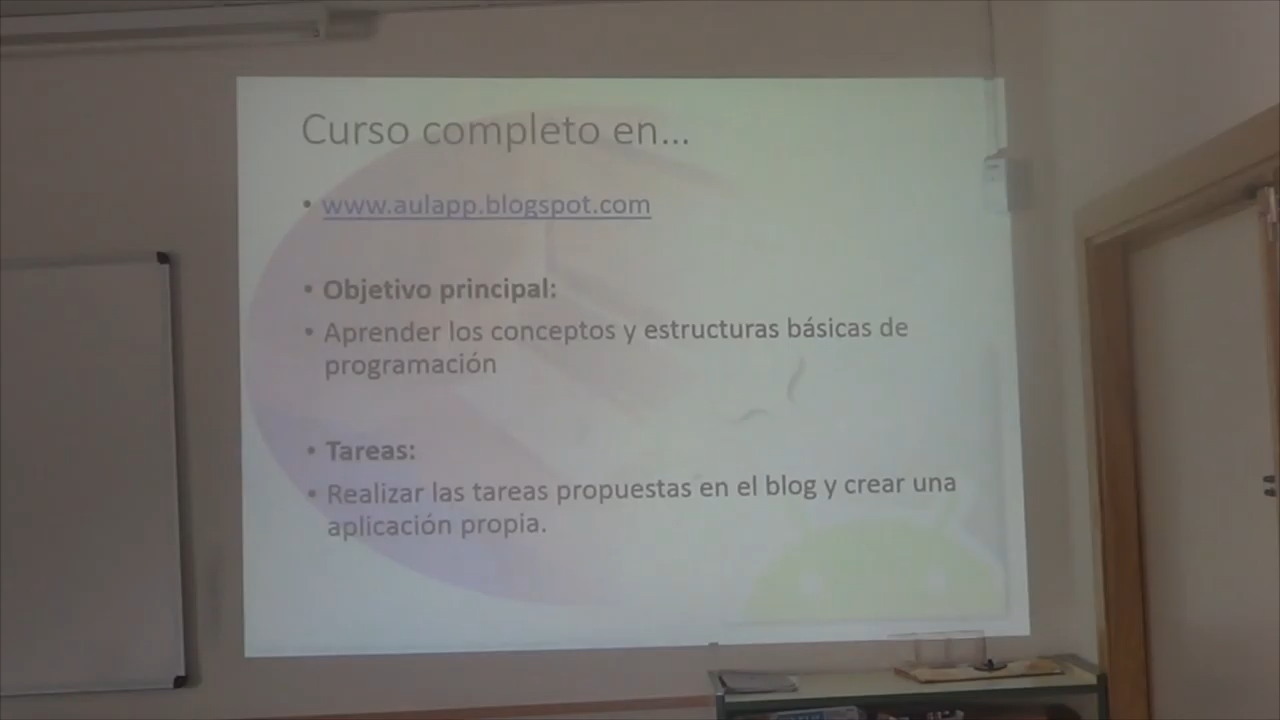 Curso completo en...
• www.aulapp.blogspot.com
• Objetivo principal:
• Aprender los conceptos y estructuras básicas de
programación
• Tareas:
• Realizar las tareas propuestas en el blog y crear una
aplicación propia.